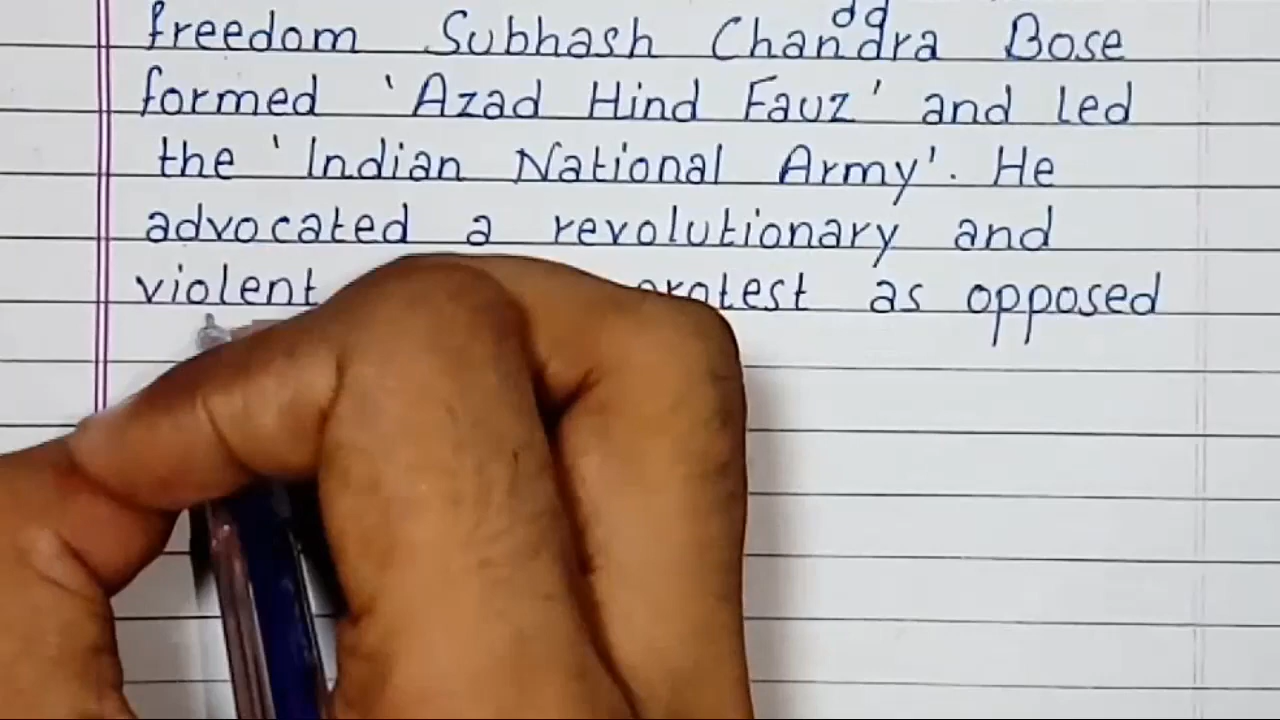 freedom Subhash Chandra Bose
formed 'Azad Hind Fauz' and led
the 'Indian National Army'. He
advocated a revolutionary and
violent protest as opposed